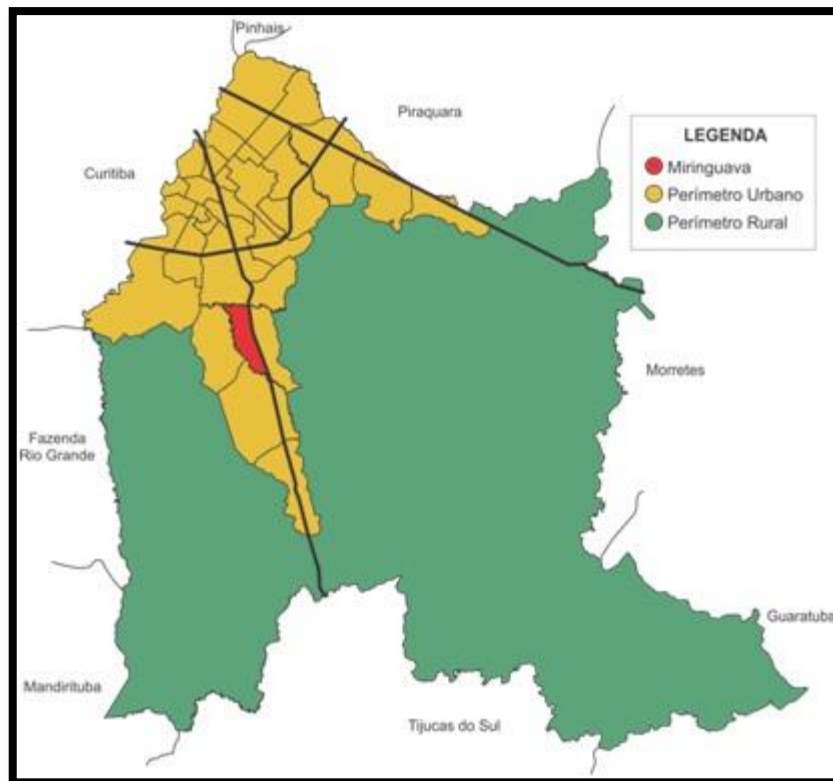 Pinhais
Piraquara
LEGENDA
Miringuava
Perímetro Urbano
Perímetro Rural
Curitiba
Morretes
Fazenda
Rio Grande
Guaratuba
Mandirituba
Tijucas do Sul